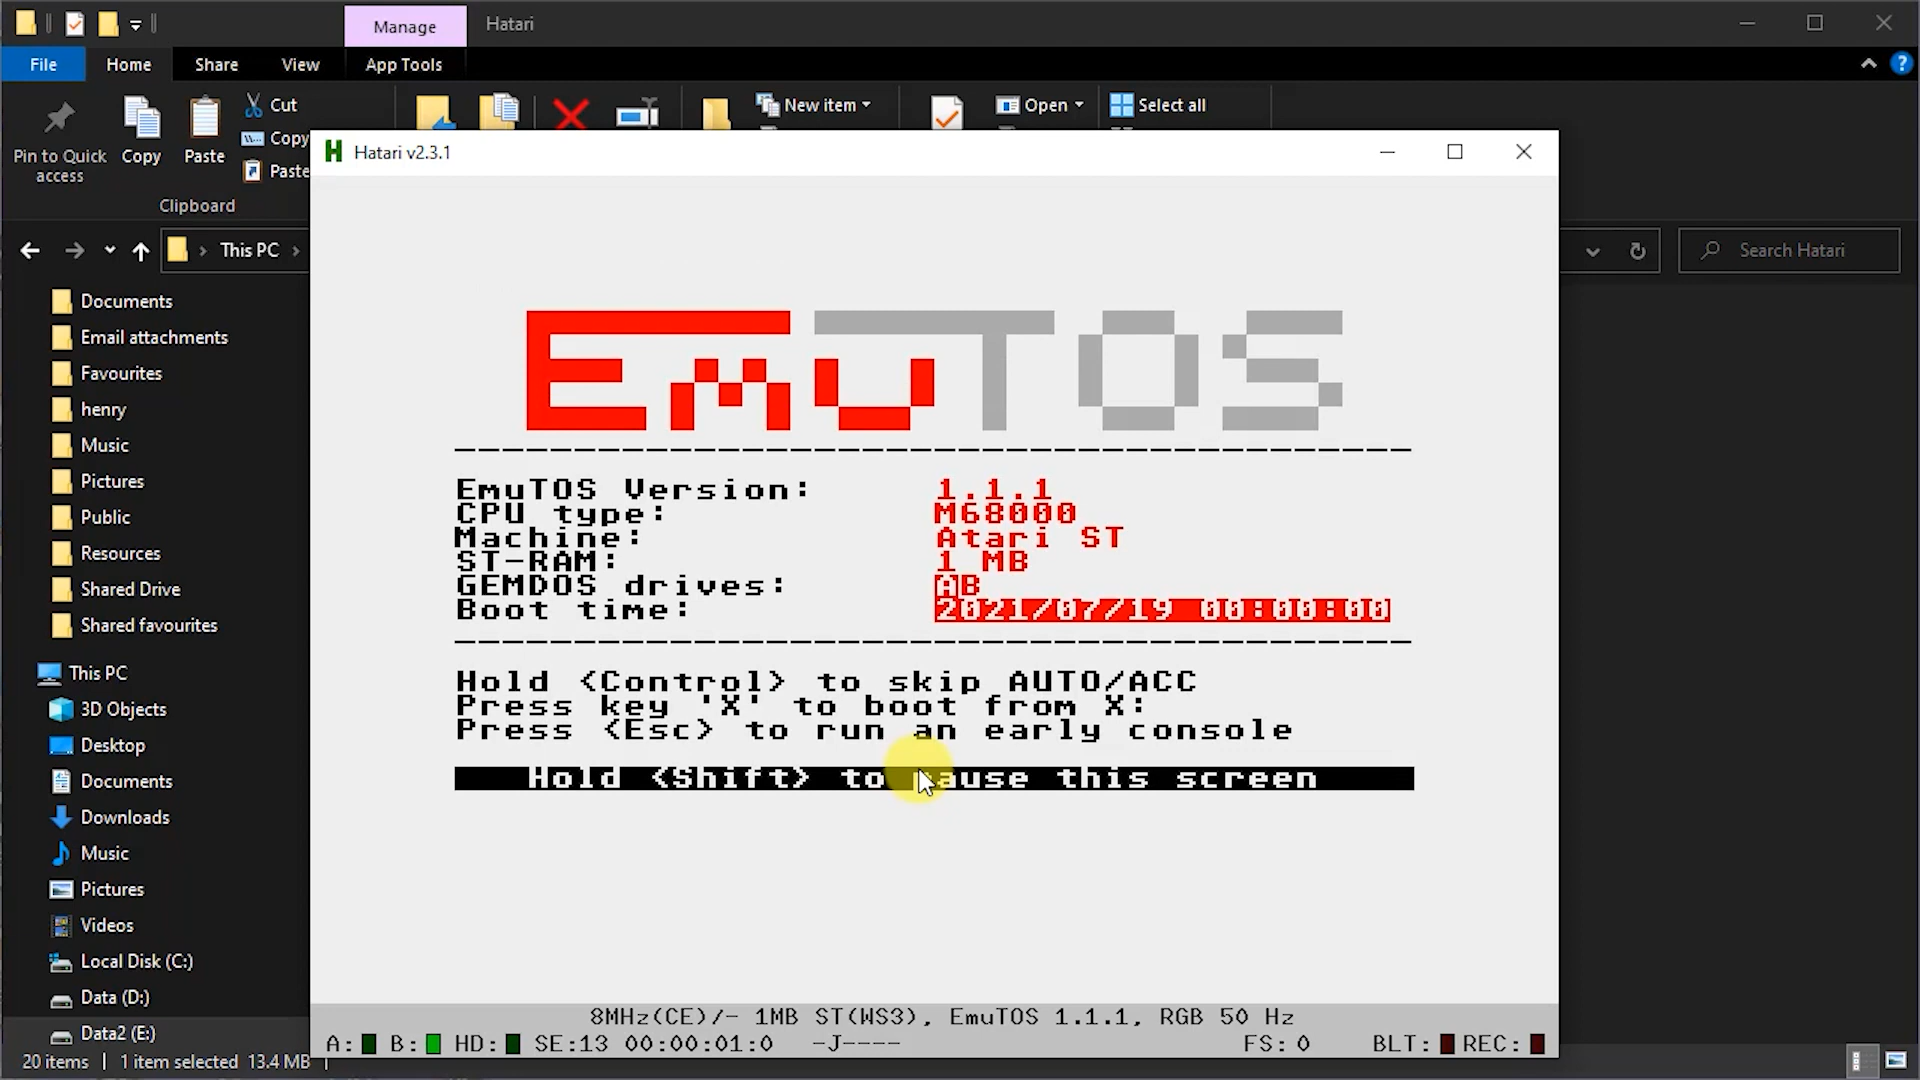 Manage
Hatari
File
Home
Share
View
App Tools
Pin to Quick access
Copy
Paste
Cut
Copy
Paste
New item
Open
Select all
Clipboard
This PC
Search Hatari
Documents
Email attachments
Favourites
henry
Music
Pictures
Public
Resources
Shared Drive
Shared favourites
This PC
3D Objects
Desktop
Documents
Downloads
Music
Pictures
Videos
Local Disk (C:)
Data (D:)
Data2 (E:)
20 items | 1 item selected 13.4 MB
Hatari v2.3.1
EmuTOS
EmuTOS Version: 1.1.1
CPU type: M68000
Machine: Atari ST
ST-RAM: 1 MB
GEMDOS drives: AB
Boot time: 2021/07/19 00:00:00
Hold <Control> to skip AUTO/ACC
Press key 'X' to boot from X:
Press <Esc> to run an early console
Hold <Shift> to pause this screen
8MHz(CE)/- 1MB ST(WS3), EmuTOS 1.1.1, RGB 50 Hz
A: B: HD: SE:13 00:00:01:0 -J---- FS: 0 BLT: REC: